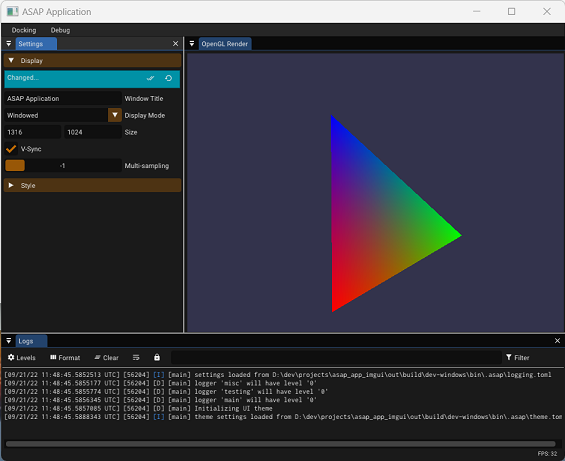 ASAP Application
Docking Debug
Settings
OpenGL Render
Display
Changed...
ASAP Application Window Title
Windowed Display Mode
1316 1024 Size
V-Sync
-1 Multi-sampling
Style
Logs
Levels Format Clear Filter
[09/21/22 11:48:45.5852513 UTC] [56204] [I] [main] settings loaded from D:\dev\projects\asap_app_imgui\out\build\dev-windows\bin\.asap\logging.toml
[09/21/22 11:48:45.5855177 UTC] [56204] [D] [main] logger 'misc' will have level '0'
[09/21/22 11:48:45.5855774 UTC] [56204] [D] [main] logger 'testing' will have level '0'
[09/21/22 11:48:45.5856345 UTC] [56204] [D] [main] logger 'main' will have level '0'
[09/21/22 11:48:45.5857085 UTC] [56204] [D] [main] Initializing UI theme
[09/21/22 11:48:45.5888343 UTC] [56204] [I] [main] theme settings loaded from D:\dev\projects\asap_app_imgui\out\build\dev-windows\bin\.asap\theme.tom
FPS: 32